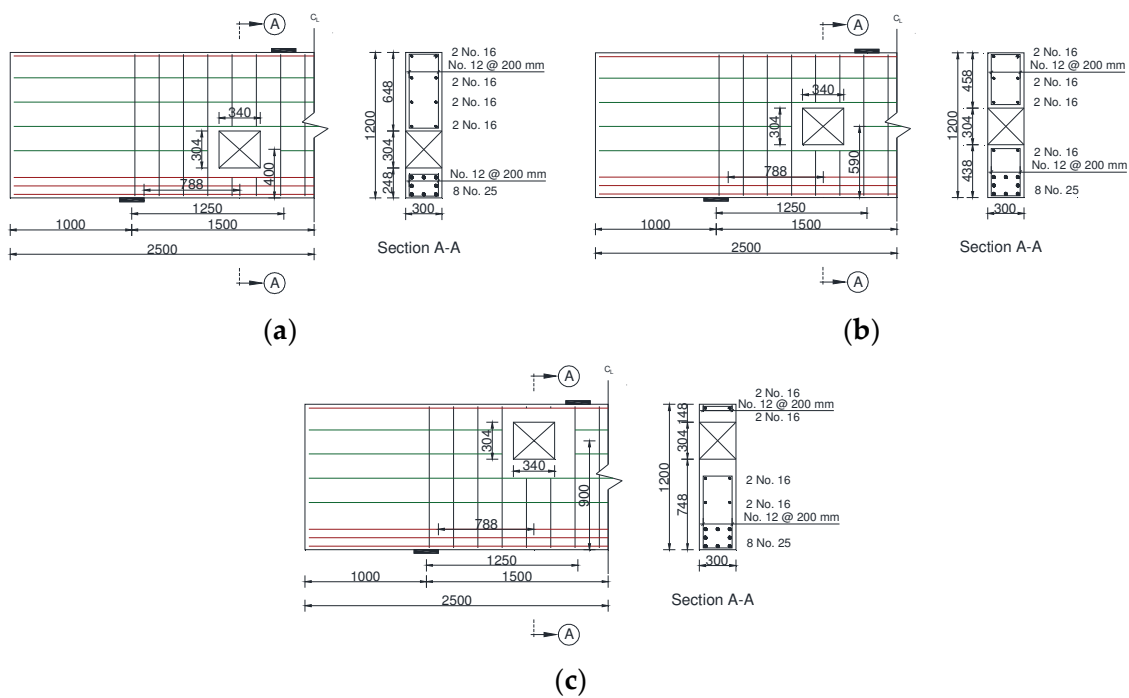 A
C L
2 No. 16
No. 12 @ 200 mm
2 No. 16
2 No. 16
2 No. 16
No. 12 @ 200 mm
8 No. 25
648
304
248
1200
300
340
304
400
788
1250
1000
1500
2500
Section A-A
A
(a)
A
C L
2 No. 16
No. 12 @ 200 mm
2 No. 16
2 No. 16
2 No. 16
No. 12 @ 200 mm
8 No. 25
458
304
438
1200
300
340
304
590
788
1250
1000
1500
2500
Section A-A
A
(b)
A
C L
2 No. 16
No. 12 @ 200 mm
2 No. 16
2 No. 16
2 No. 16
No. 12 @ 200 mm
8 No. 25
148
304
748
1200
300
304
340
900
788
1250
1000
1500
2500
Section A-A
A
(c)